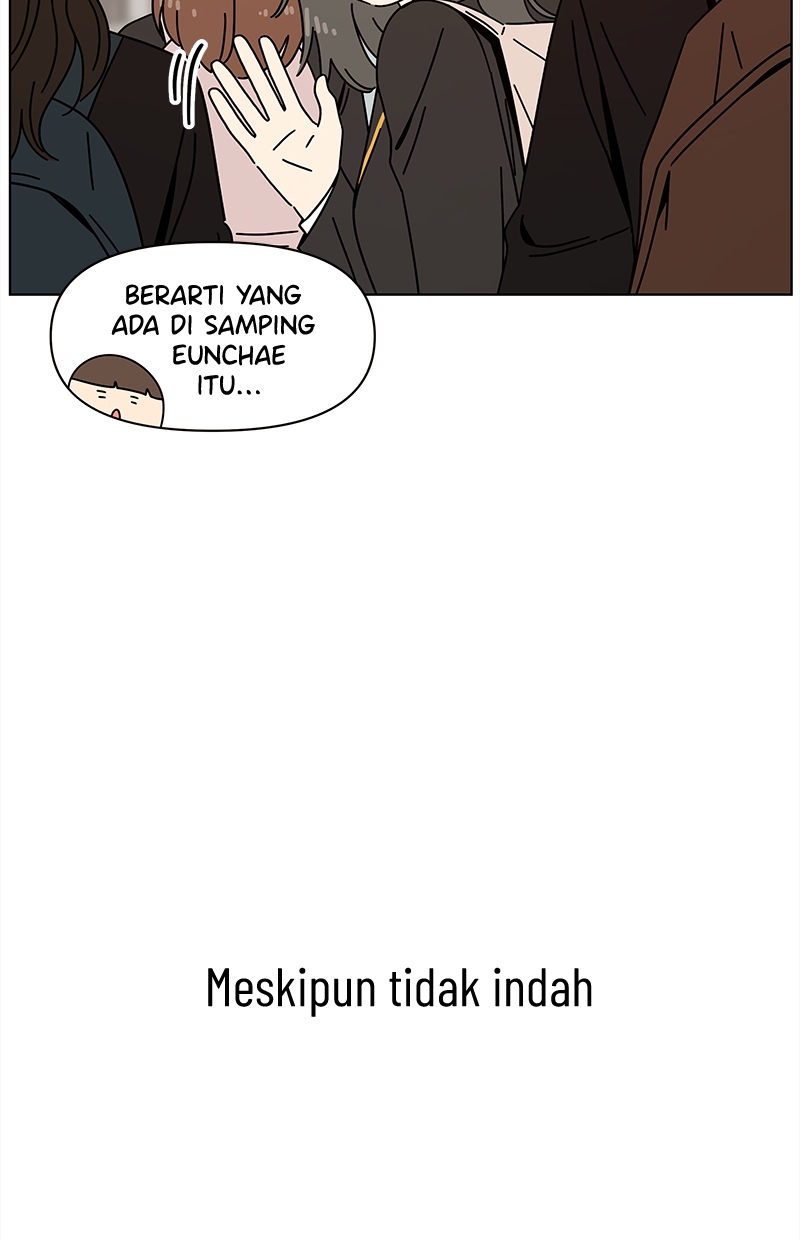 BERARTI YANG
ADA DI SAMPING
EUNCHAE
ITU...
Meskipun tidak indah